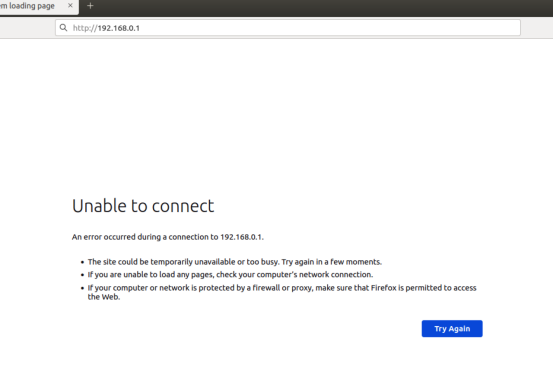 em loading page × +
http://192.168.0.1
Unable to connect
An error occurred during a connection to 192.168.0.1.
• The site could be temporarily unavailable or too busy. Try again in a few moments.
• If you are unable to load any pages, check your computer's network connection.
• If your computer or network is protected by a firewall or proxy, make sure that Firefox is permitted to access
the Web.
Try Again